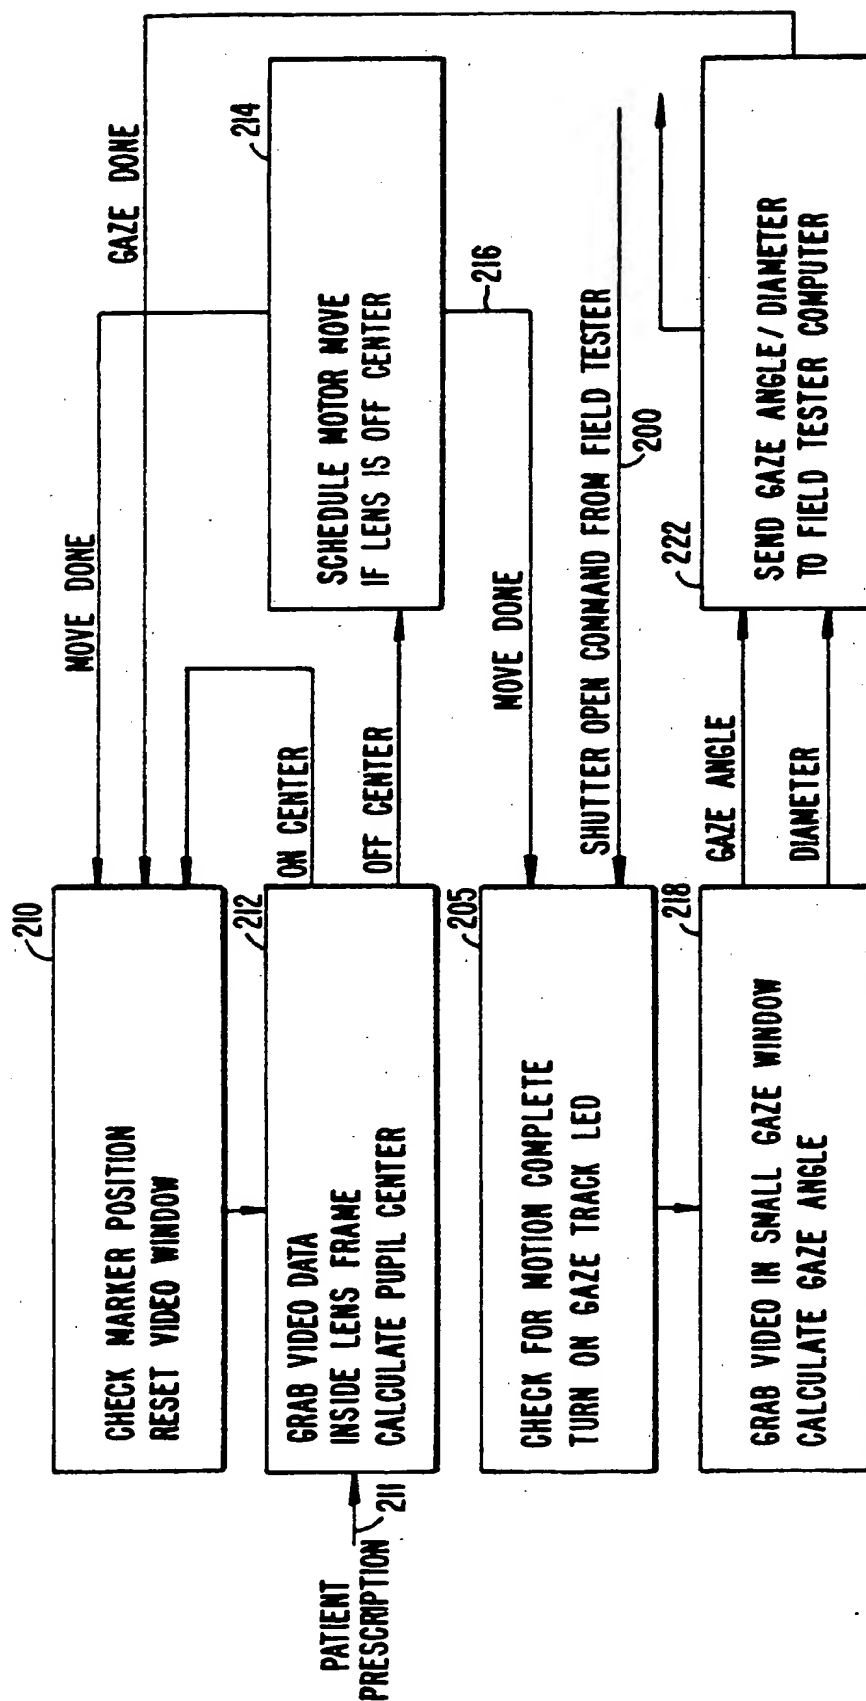 GAZE DONE
MOVE DONE
210
CHECK MARKER POSITION
RESET VIDEO WINDOW
214
SCHEDULE MOTOR MOVE
IF LENS IS OFF CENTER
ON CENTER
212
GRAB VIDEO DATA
INSIDE LENS FRAME
CALCULATE PUPIL CENTER
OFF CENTER
PATIENT
PRESCRIPTION
211
216
MOVE DONE
205
CHECK FOR MOTION COMPLETE
TURN ON GAZE TRACK LED
SHUTTER OPEN COMMAND FROM FIELD TESTER
200
218
GRAB VIDEO IN SMALL GAZE WINDOW
CALCULATE GAZE ANGLE
GAZE ANGLE
DIAMETER
222
SEND GAZE ANGLE/DIAMETER
TO FIELD TESTER COMPUTER